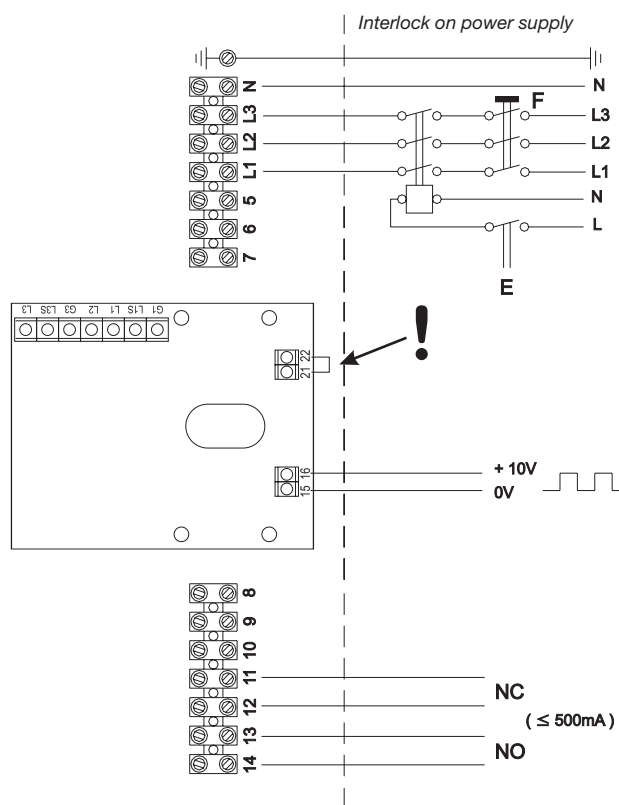 Interlock on power supply
N
N
L3
F
L3
L2
L2
L1
L1
5
N
6
L
7
E
L3 L3S G3 L2 L1 L1S G1
!
22
21
16
+ 10V
15
0V
8
9
10
11
NC
12
( ≤ 500mA )
13
NO
14